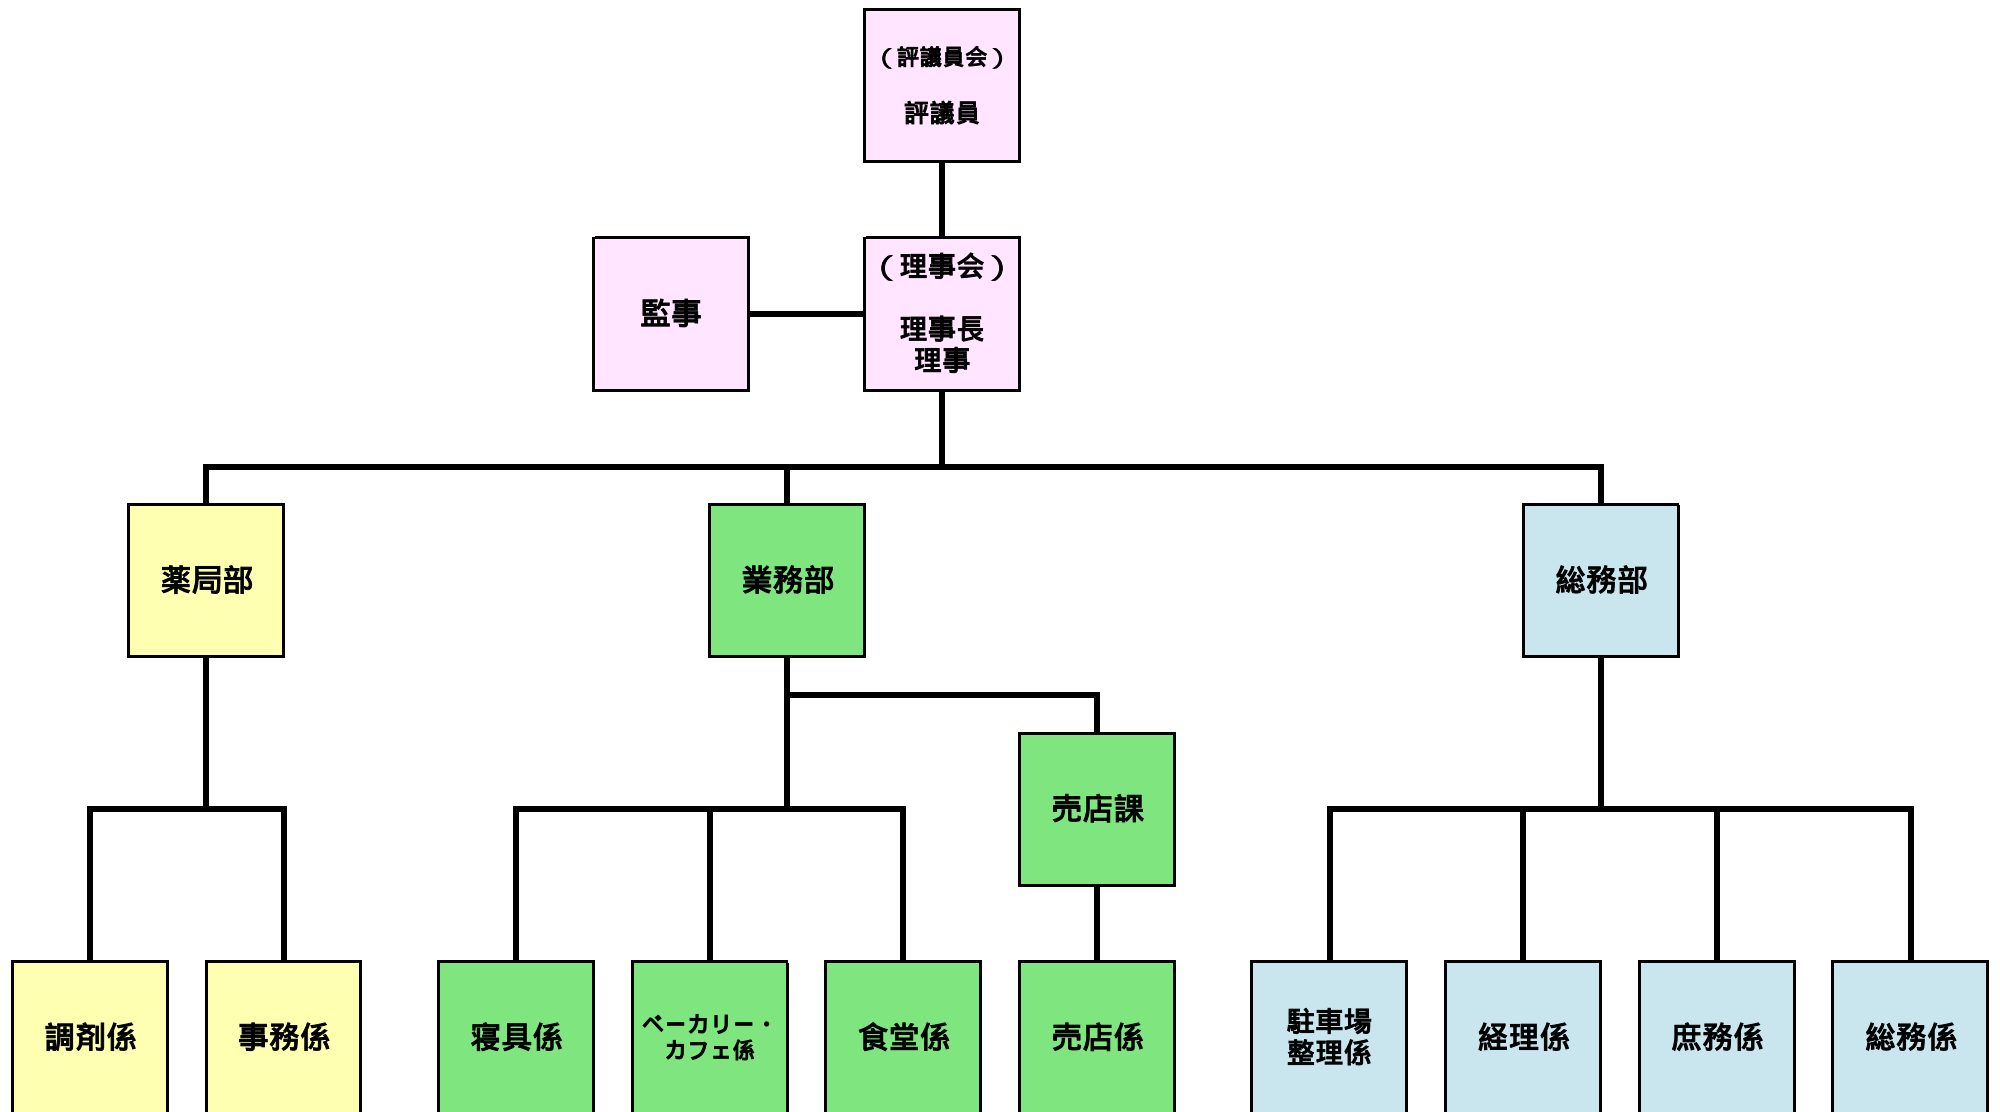 （評議員会）
評議員
監事
（理事会）
理事長
理事
薬局部
業務部
総務部
売店課
調剤係
事務係
寝具係
ベーカリー・
カフェ係
食堂係
売店係
駐車場
整理係
経理係
庶務係
総務係